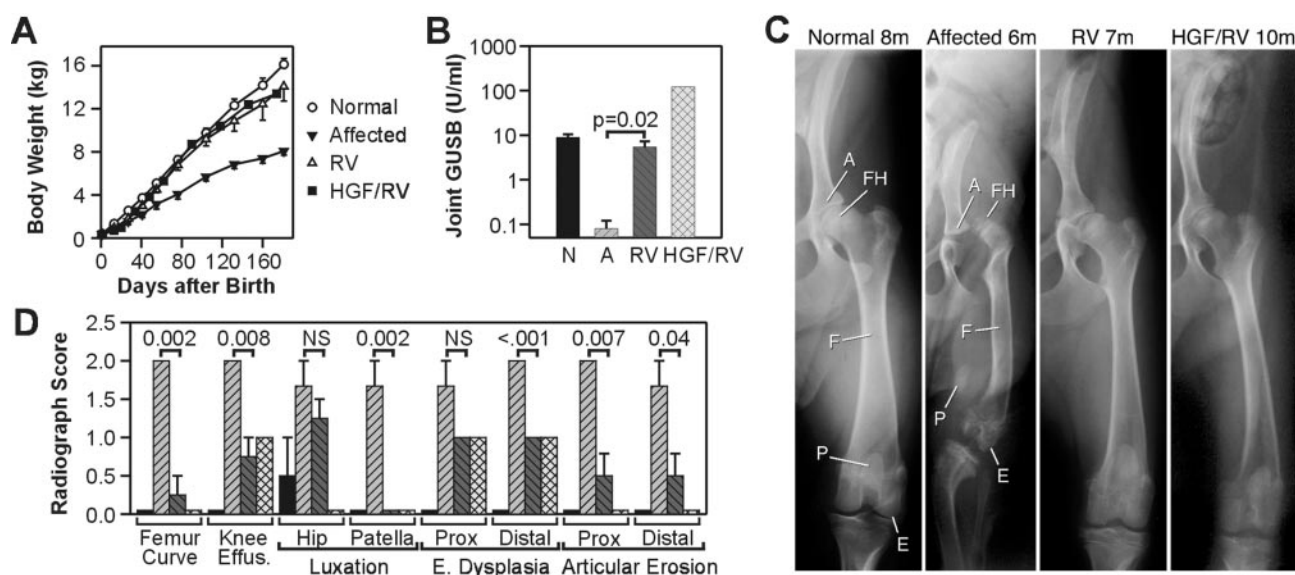 A
Body Weight (kg)
16
12
8
4
0
0 40 80 120 160
Days after Birth
Normal
Affected
RV
HGF/RV
B
Joint GUSB (U/ml)
1000
100
10
1
0.1
p=0.02
N A RV HGF/RV
C
Normal 8m Affected 6m RV 7m HGF/RV 10m
A
FH
F
P
E
A
FH
F
P
E
D
Radiograph Score
2.5
2.0
1.5
1.0
0.5
0.0
0.002 0.008 NS 0.002 NS <.001 0.007 0.04
Femur Knee Hip Patella Prox Distal Prox Distal
Curve Effus. Luxation E. Dysplasia Articular Erosion